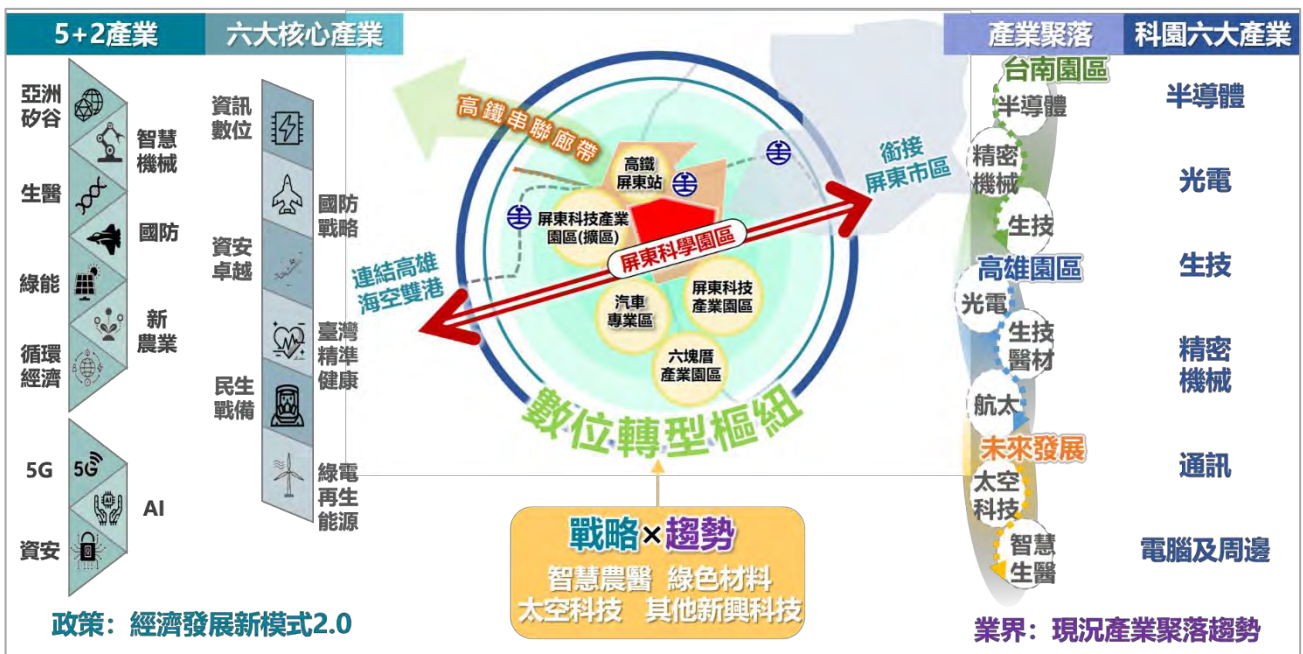 5+2產業
六大核心產業
產業聚落
科園六大產業
亞洲
矽谷
智慧
機械
生醫
國防
綠能
新
農業
循環
經濟
5G
5G
AI
AI
資安
資訊
數位
國防
戰略
資安
卓越
臺灣
精準
健康
民生
戰備
綠電
再生
能源
高鐵串聯廊帶
高鐵
屏東站
屏東科技產業
園區(擴區)
屏東科學園區
銜接
屏東市區
連結高雄
海空雙港
汽車
專業區
屏東科技
產業園區
六塊厝
產業園區
數位轉型樞紐
戰略×趨勢
智慧農醫 綠色材料
太空科技 其他新興科技
台南園區
半導體
精密
機械
生技
高雄園區
光電
生技
醫材
航太
未來發展
太空
科技
智慧
生醫
半導體
光電
生技
精密
機械
通訊
電腦及周邊
政策：經濟發展新模式2.0
業界：現況產業聚落趨勢